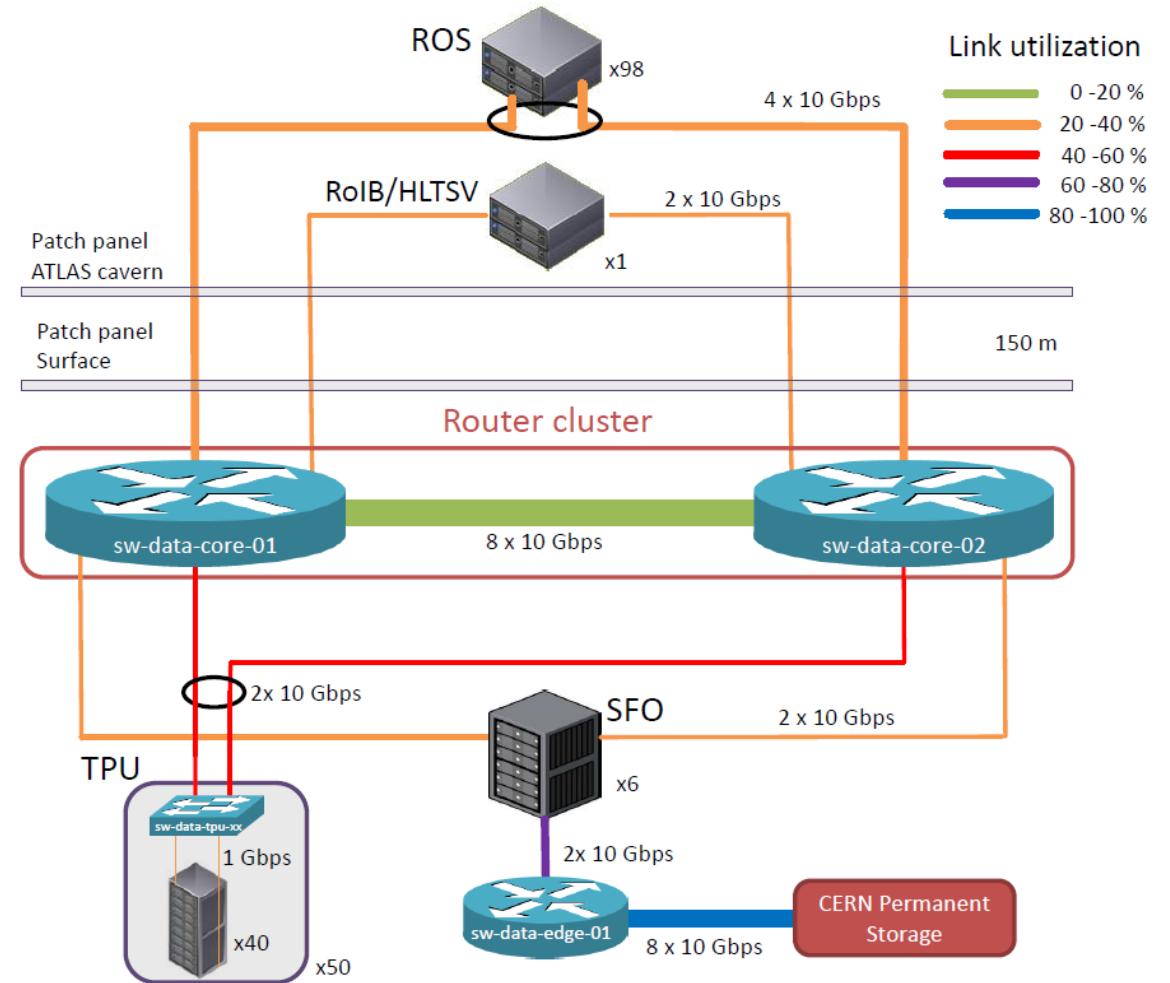 ROS
x98
4 x 10 Gbps
Link utilization
0 -20 %
20 -40 %
40 -60 %
60 -80 %
80 -100 %
RoIB/HLTSV
2 x 10 Gbps
x1
Patch panel
ATLAS cavern
Patch panel
Surface
150 m
Router cluster
sw-data-core-01
8 x 10 Gbps
sw-data-core-02
2x 10 Gbps
SFO
2 x 10 Gbps
x6
TPU
sw-data-tpu-xx
1 Gbps
x40
x50
2x 10 Gbps
sw-data-edge-01
8 x 10 Gbps
CERN Permanent
Storage